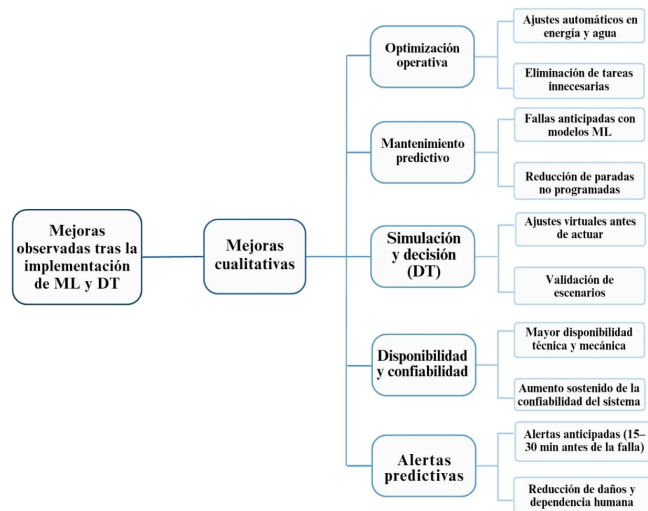 Mejoras
observadas tras la
implementación
de ML y DT
Mejoras
cualitativas
Optimización
operativa
Ajustes automáticos en
energía y agua
Eliminación de tareas
innecesarias
Mantenimiento
predictivo
Fallas anticipadas con
modelos ML
Reducción de paradas
no programadas
Simulación
y decisión
(DT)
Ajustes virtuales antes
de actuar
Validación de
escenarios
Disponibilidad
y confiabilidad
Mayor disponibilidad
técnica y mecánica
Aumento sostenido de la
confiabilidad del sistema
Alertas
predictivas
Alertas anticipadas (15–
30 min antes de la falla)
Reducción de daños y
dependencia humana